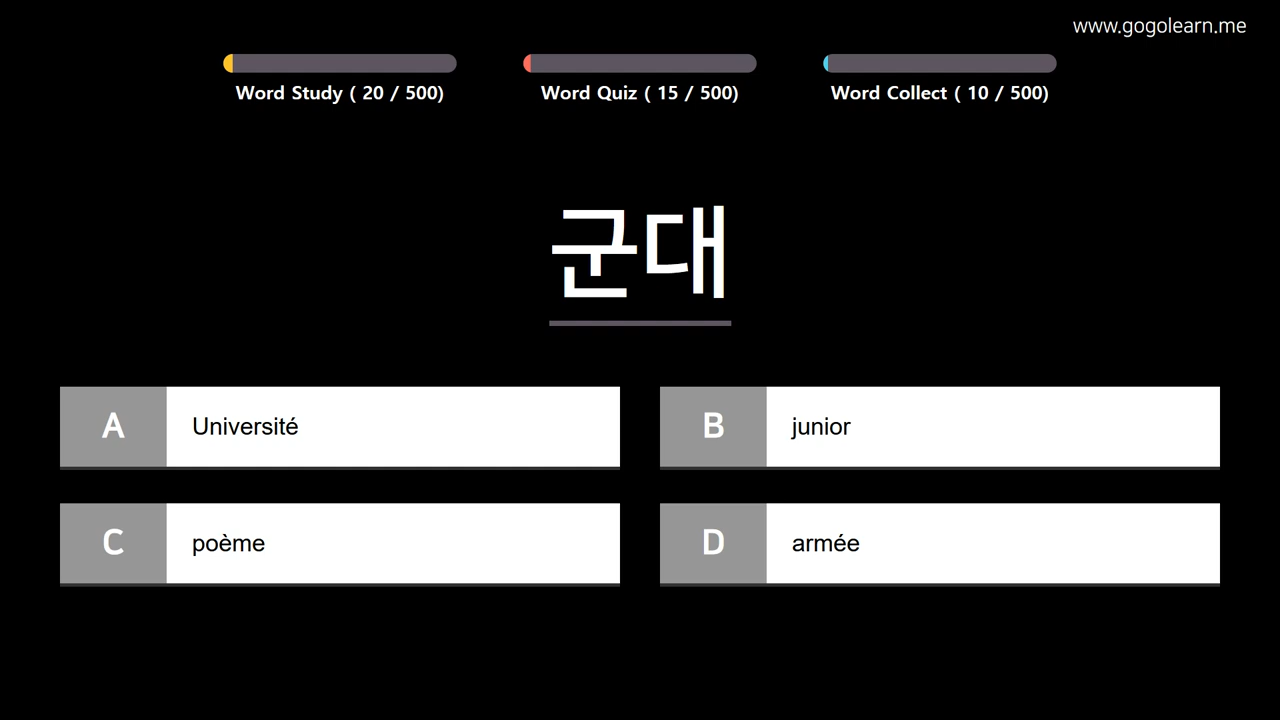 www.gogolearn.me
Word Study ( 20 / 500)
Word Quiz ( 15 / 500)
Word Collect ( 10 / 500)
군대
A Université
B junior
C poème
D armée